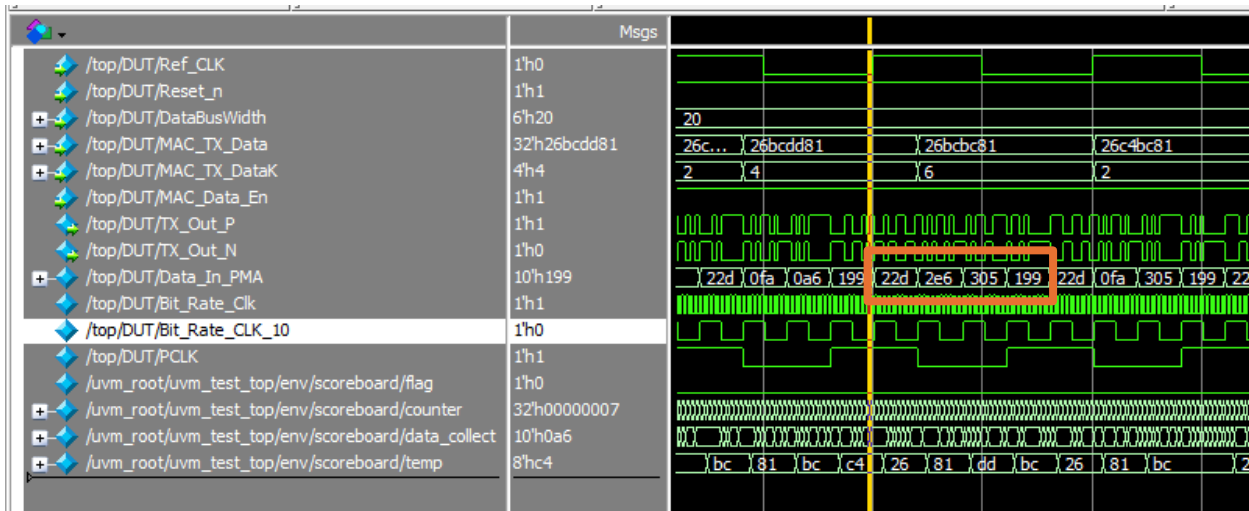 Msgs
/top/DUT/Ref_CLK 1'h0
/top/DUT/Reset_n 1'h1
/top/DUT/DataBusWidth 6'h20 20
/top/DUT/MAC_TX_Data 32'h26bcdd81 26c... 26bcdd81 26bcbc81 26c4bc81
/top/DUT/MAC_TX_DataK 4'h4 2 4 6 2
/top/DUT/MAC_Data_En 1'h1
/top/DUT/TX_Out_P 1'h1
/top/DUT/TX_Out_N 1'h0
/top/DUT/Data_In_PMA 10'h199 22d 0fa 0a6 199 22d 2e6 305 199 22d 0fa 305 199 22
/top/DUT/Bit_Rate_Clk 1'h1
/top/DUT/Bit_Rate_CLK_10 1'h0
/top/DUT/PCLK 1'h1
/uvm_root/uvm_test_top/env/scoreboard/flag 1'h0
/uvm_root/uvm_test_top/env/scoreboard/counter 32'h00000007
/uvm_root/uvm_test_top/env/scoreboard/data_collect 10'h0a6
/uvm_root/uvm_test_top/env/scoreboard/temp 8'hc4 bc 81 bc c4 26 81 dd bc 26 81 bc 2